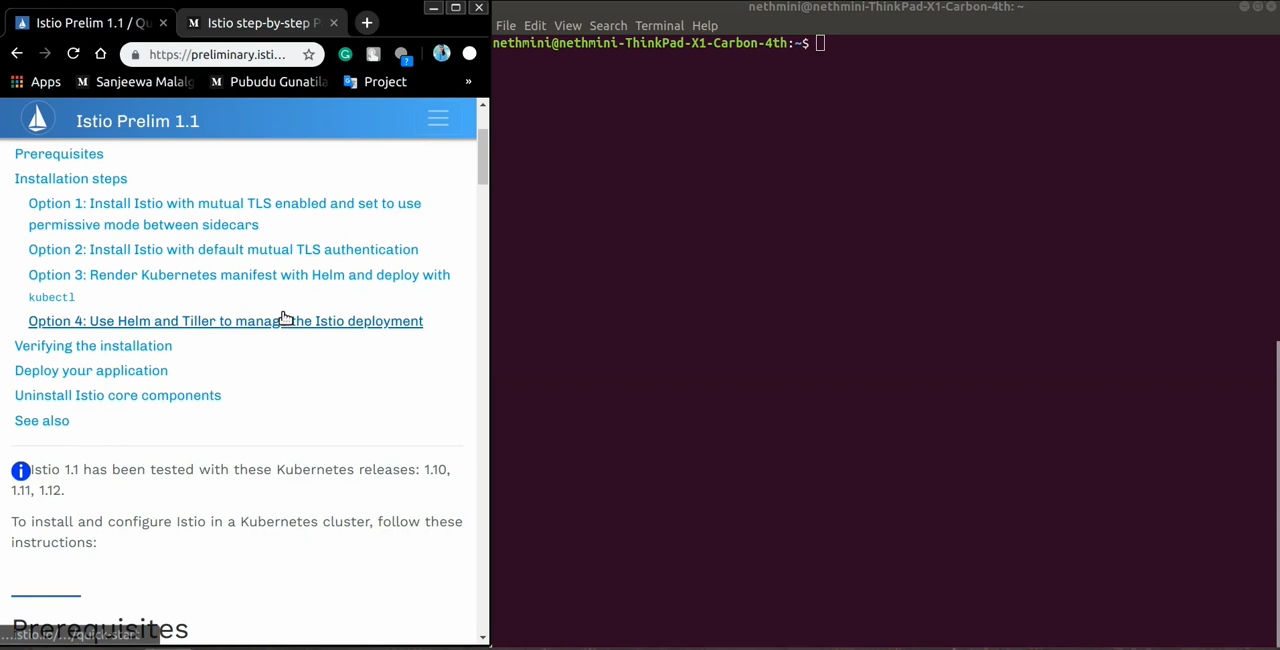 Istio Prelim 1.1 / Qu
Istio step-by-step P
https://preliminary.isti...
?
Apps
Sanjeewa Malalg
Pubudu Gunatila
Project
»
Istio Prelim 1.1
Prerequisites
Installation steps
Option 1: Install Istio with mutual TLS enabled and set to use
permissive mode between sidecars
Option 2: Install Istio with default mutual TLS authentication
Option 3: Render Kubernetes manifest with Helm and deploy with
kubectl
Option 4: Use Helm and Tiller to manage the Istio deployment
Verifying the installation
Deploy your application
Uninstall Istio core components
See also
Istio 1.1 has been tested with these Kubernetes releases: 1.10,
1.11, 1.12.
To install and configure Istio in a Kubernetes cluster, follow these
instructions:
Prerequisites
...istio.io/.../quick-start
nethmini@nethmini-ThinkPad-X1-Carbon-4th: ~
File Edit View Search Terminal Help
nethmini@nethmini-ThinkPad-X1-Carbon-4th:~$